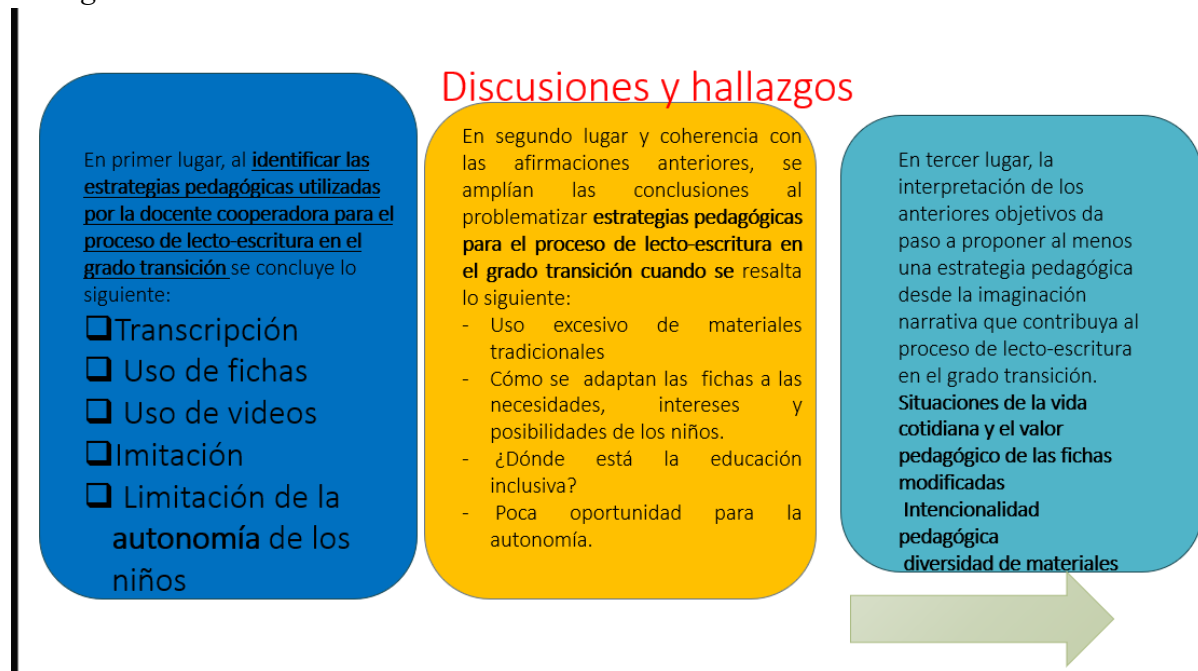 Discusiones y hallazgos
En primer lugar, al identificar las
estrategias pedagógicas utilizadas
por la docente cooperadora para el
proceso de lecto-escritura en el
grado transición se concluye lo
siguiente:
Transcripción
Uso de fichas
Uso de videos
Imitación
Limitación de la
autonomía de los
niños
En segundo lugar y coherencia con
las afirmaciones anteriores, se
amplían las conclusiones al
problematizar estrategias pedagógicas
para el proceso de lecto-escritura en
el grado transición cuando se resalta
lo siguiente:
- Uso excesivo de materiales
tradicionales
- Cómo se adaptan las fichas a las
necesidades, intereses y
posibilidades de los niños.
- ¿Dónde está la educación
inclusiva?
- Poca oportunidad para la
autonomía.
En tercer lugar, la
interpretación de los
anteriores objetivos da
paso a proponer al menos
una estrategia pedagógica
desde la imaginación
narrativa que contribuya al
proceso de lecto-escritura
en el grado transición.
Situaciones de la vida
cotidiana y el valor
pedagógico de las fichas
modificadas
Intencionalidad
pedagógica
diversidad de materiales